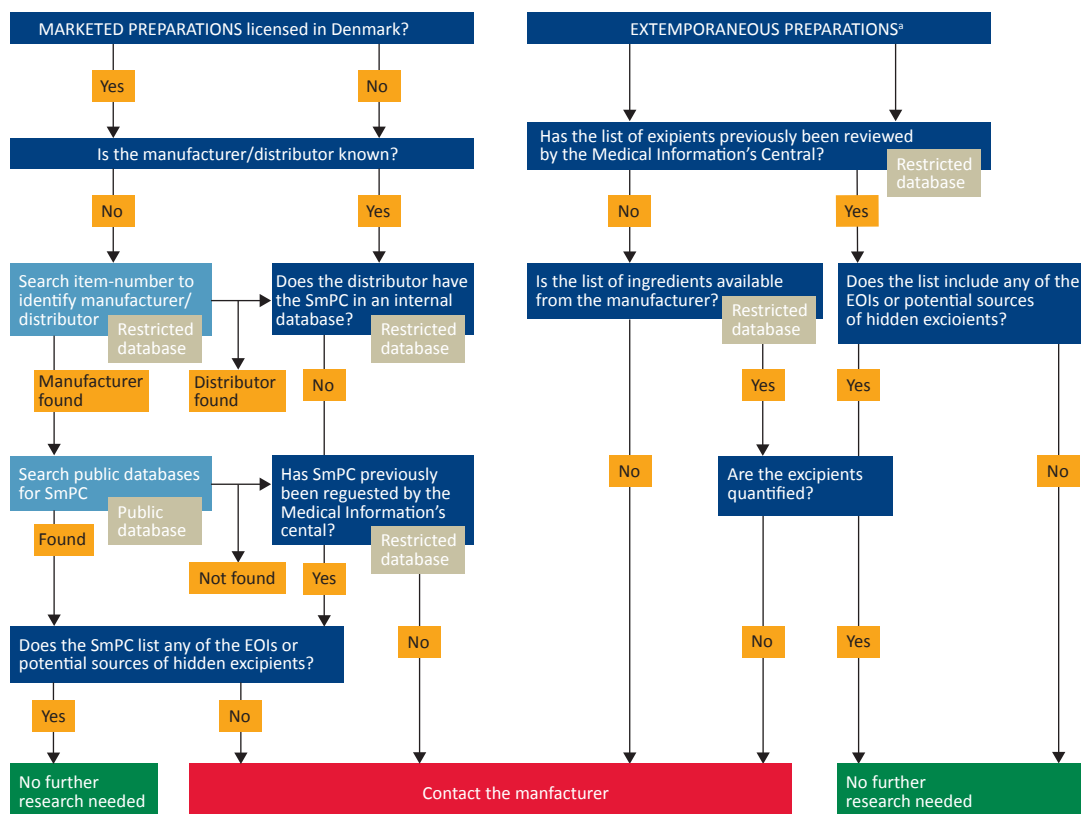 MARKETED PREPARATIONS licensed in Denmark?
Yes
No
Is the manufacturer/distributor known?
No
Yes
Search item-number to
identify manufacturer/
distributor
Restricted
database
Does the distributor have
the SmPC in an internal
database?
Restricted
database
Manufacturer
found
Distributor
found
No
Search public databases
for SmPC
Public
database
Has SmPC previously
been reguested by the
Medical Information's
cental?
Restricted
database
Found
Not found
Yes
No
Does the SmPC list any of the EOIs or
potential sources of hidden excipients?
Yes
No
No further
research needed
Contact the manfacturer
EXTEMPORANEOUS PREPARATIONSᵃ
Has the list of exipients previously been reviewed
by the Medical Information's Central?
Restricted
database
No
Yes
Is the list of ingredients available
from the manufacturer?
Restricted
database
Does the list include any of the
EOIs or potential sources
of hidden excioients?
Yes
Yes
No
Are the excipients
quantified?
No
No
Yes
No further
research needed